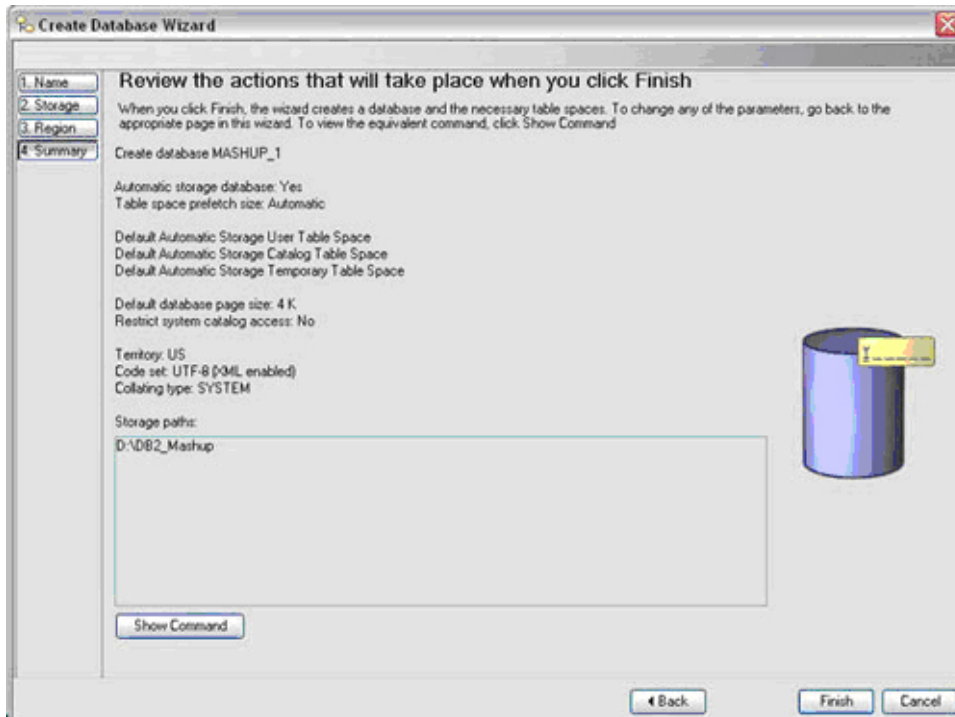 Create Database Wizard
1. Name
2. Storage
3. Region
4. Summary
Review the actions that will take place when you click Finish
When you click Finish, the wizard creates a database and the necessary table spaces. To change any of the parameters, go back to the
appropriate page in this wizard. To view the equivalent command, click Show Command
Create database MASHUP_1
Automatic storage database: Yes
Table space prefetch size: Automatic
Default Automatic Storage User Table Space
Default Automatic Storage Catalog Table Space
Default Automatic Storage Temporary Table Space
Default database page size: 4 K
Restrict system catalog access: No
Territory: US
Code set: UTF-8 (XML enabled)
Collating type: SYSTEM
Storage paths:
D:\DB2_Mashup
Show Command
Back
Finish
Cancel